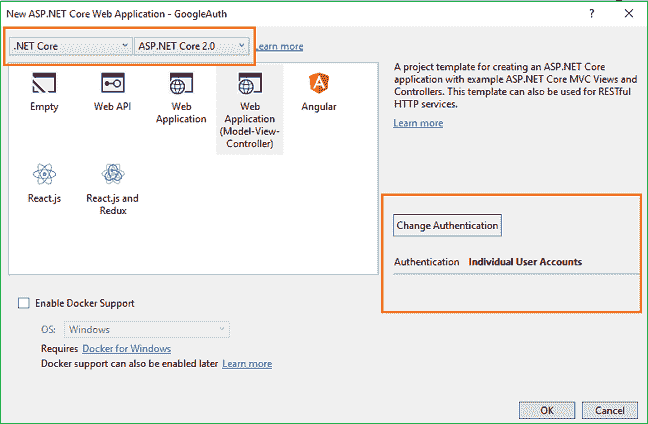 New ASP.NET Core Web Application - GoogleAuth
.NET Core
ASP.NET Core 2.0
Learn more
Empty
Web API
Web
Application
Web
Application
(Model-View-
Controller)
Angular
React.js
React.js and
Redux
A project template for creating an ASP.NET Core
application with example ASP.NET Core MVC Views and
Controllers. This template can also be used for RESTful
HTTP services.
Learn more
Change Authentication
Authentication Individual User Accounts
Enable Docker Support
OS: Windows
Requires Docker for Windows
Docker support can also be enabled later Learn more
OK
Cancel